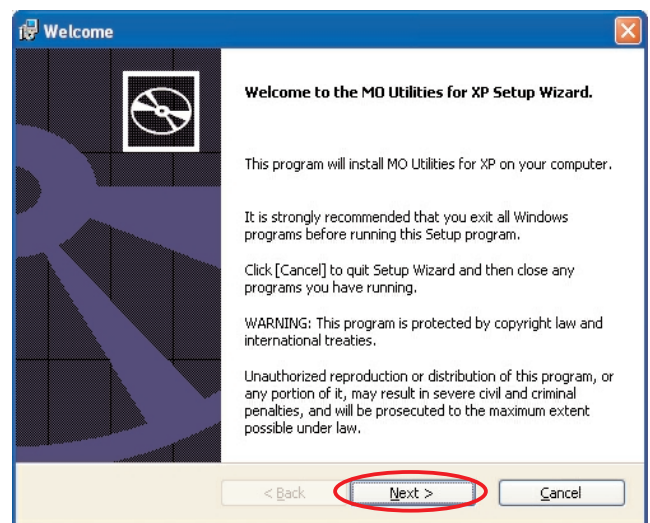 Welcome
Welcome to the MO Utilities for XP Setup Wizard.
This program will install MO Utilities for XP on your computer.
It is strongly recommended that you exit all Windows
programs before running this Setup program.
Click [Cancel] to quit Setup Wizard and then close any
programs you have running.
WARNING: This program is protected by copyright law and
international treaties.
Unauthorized reproduction or distribution of this program, or
any portion of it, may result in severe civil and criminal
penalties, and will be prosecuted to the maximum extent
possible under law.
< Back Next > Cancel